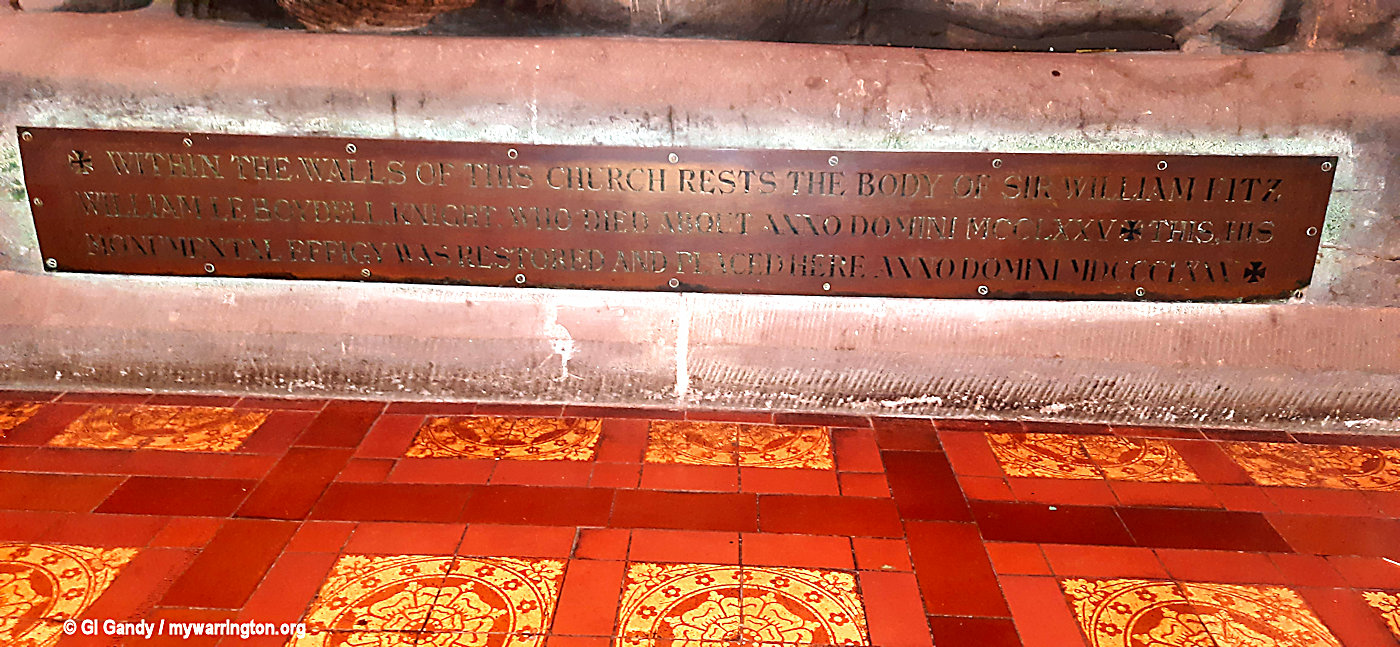 ✠ WITHIN THE WALLS OF THIS CHURCH RESTS THE BODY OF SIR WILLIAM FITZ
WILLIAM LE BOYDELL KNIGHT WHO DIED ABOUT ANNO DOMINI MCCLXXV ✠ THIS, HIS
MONUMENTAL EFFIGY WAS RESTORED AND PLACED HERE ANNO DOMINI MDCCCLXXV ✠
© GI Gandy / mywarrington.org